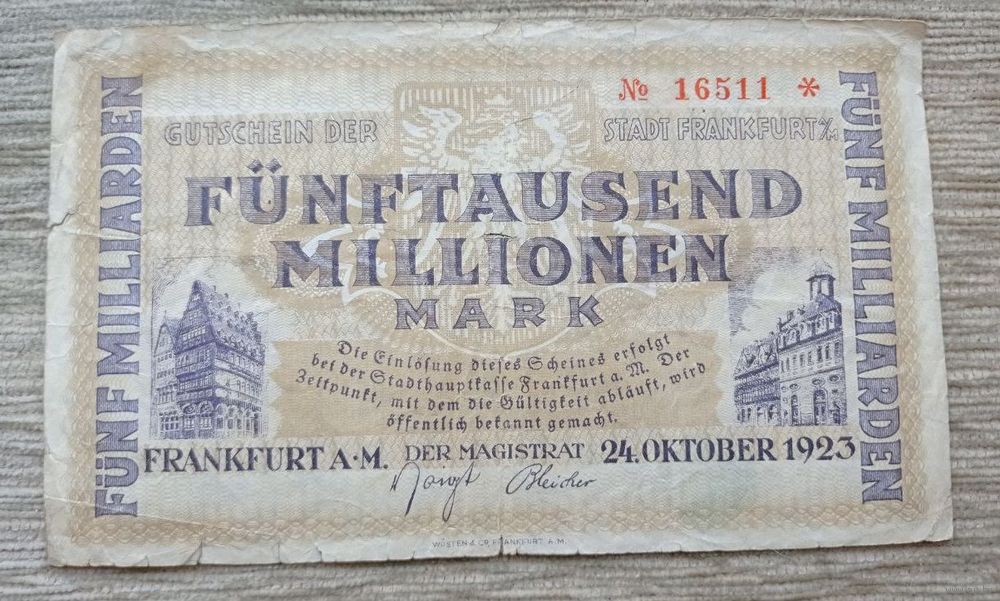 № 16511 *
GUTSCHEIN DER STADT FRANKFURT A/M
FÜNFTAUSEND
MILLIONEN
MARK
FÜNF MILLIARDEN
FÜNF MILLIARDEN
Die Einlösung dieses Scheines erfolgt
bei der Stadthauptkasse Frankfurt a. M. Der
Zeitpunkt, mit dem die Gültigkeit abläuft, wird
öffentlich bekannt gemacht.
FRANKFURT A·M. DER MAGISTRAT 24. OKTOBER 1923
Voigt Bleicher
WÜSTEN & CO. FRANKFURT A.M.